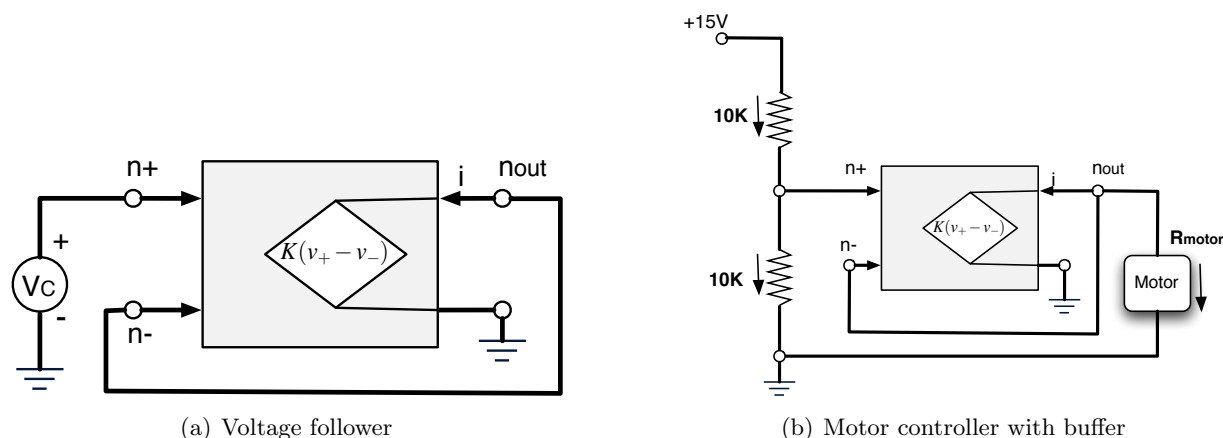 n+
i
nout
+
K(v₊ − v₋)
Vc
-
n-
(a) Voltage follower
+15V
10K
n+
i
nout
K(v₊ − v₋)
n-
Rmotor
10K
Motor
(b) Motor controller with buffer